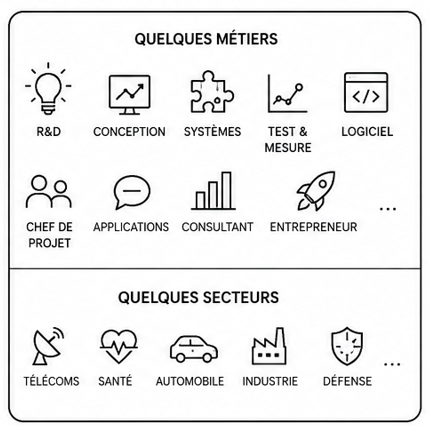 QUELQUES MÉTIERS
R&D
CONCEPTION
SYSTÈMES
TEST &
MESURE
</>
LOGICIEL
CHEF DE
PROJET
APPLICATIONS
CONSULTANT
ENTREPRENEUR
...
QUELQUES SECTEURS
TÉLÉCOMS
SANTÉ
AUTOMOBILE
INDUSTRIE
DÉFENSE
...